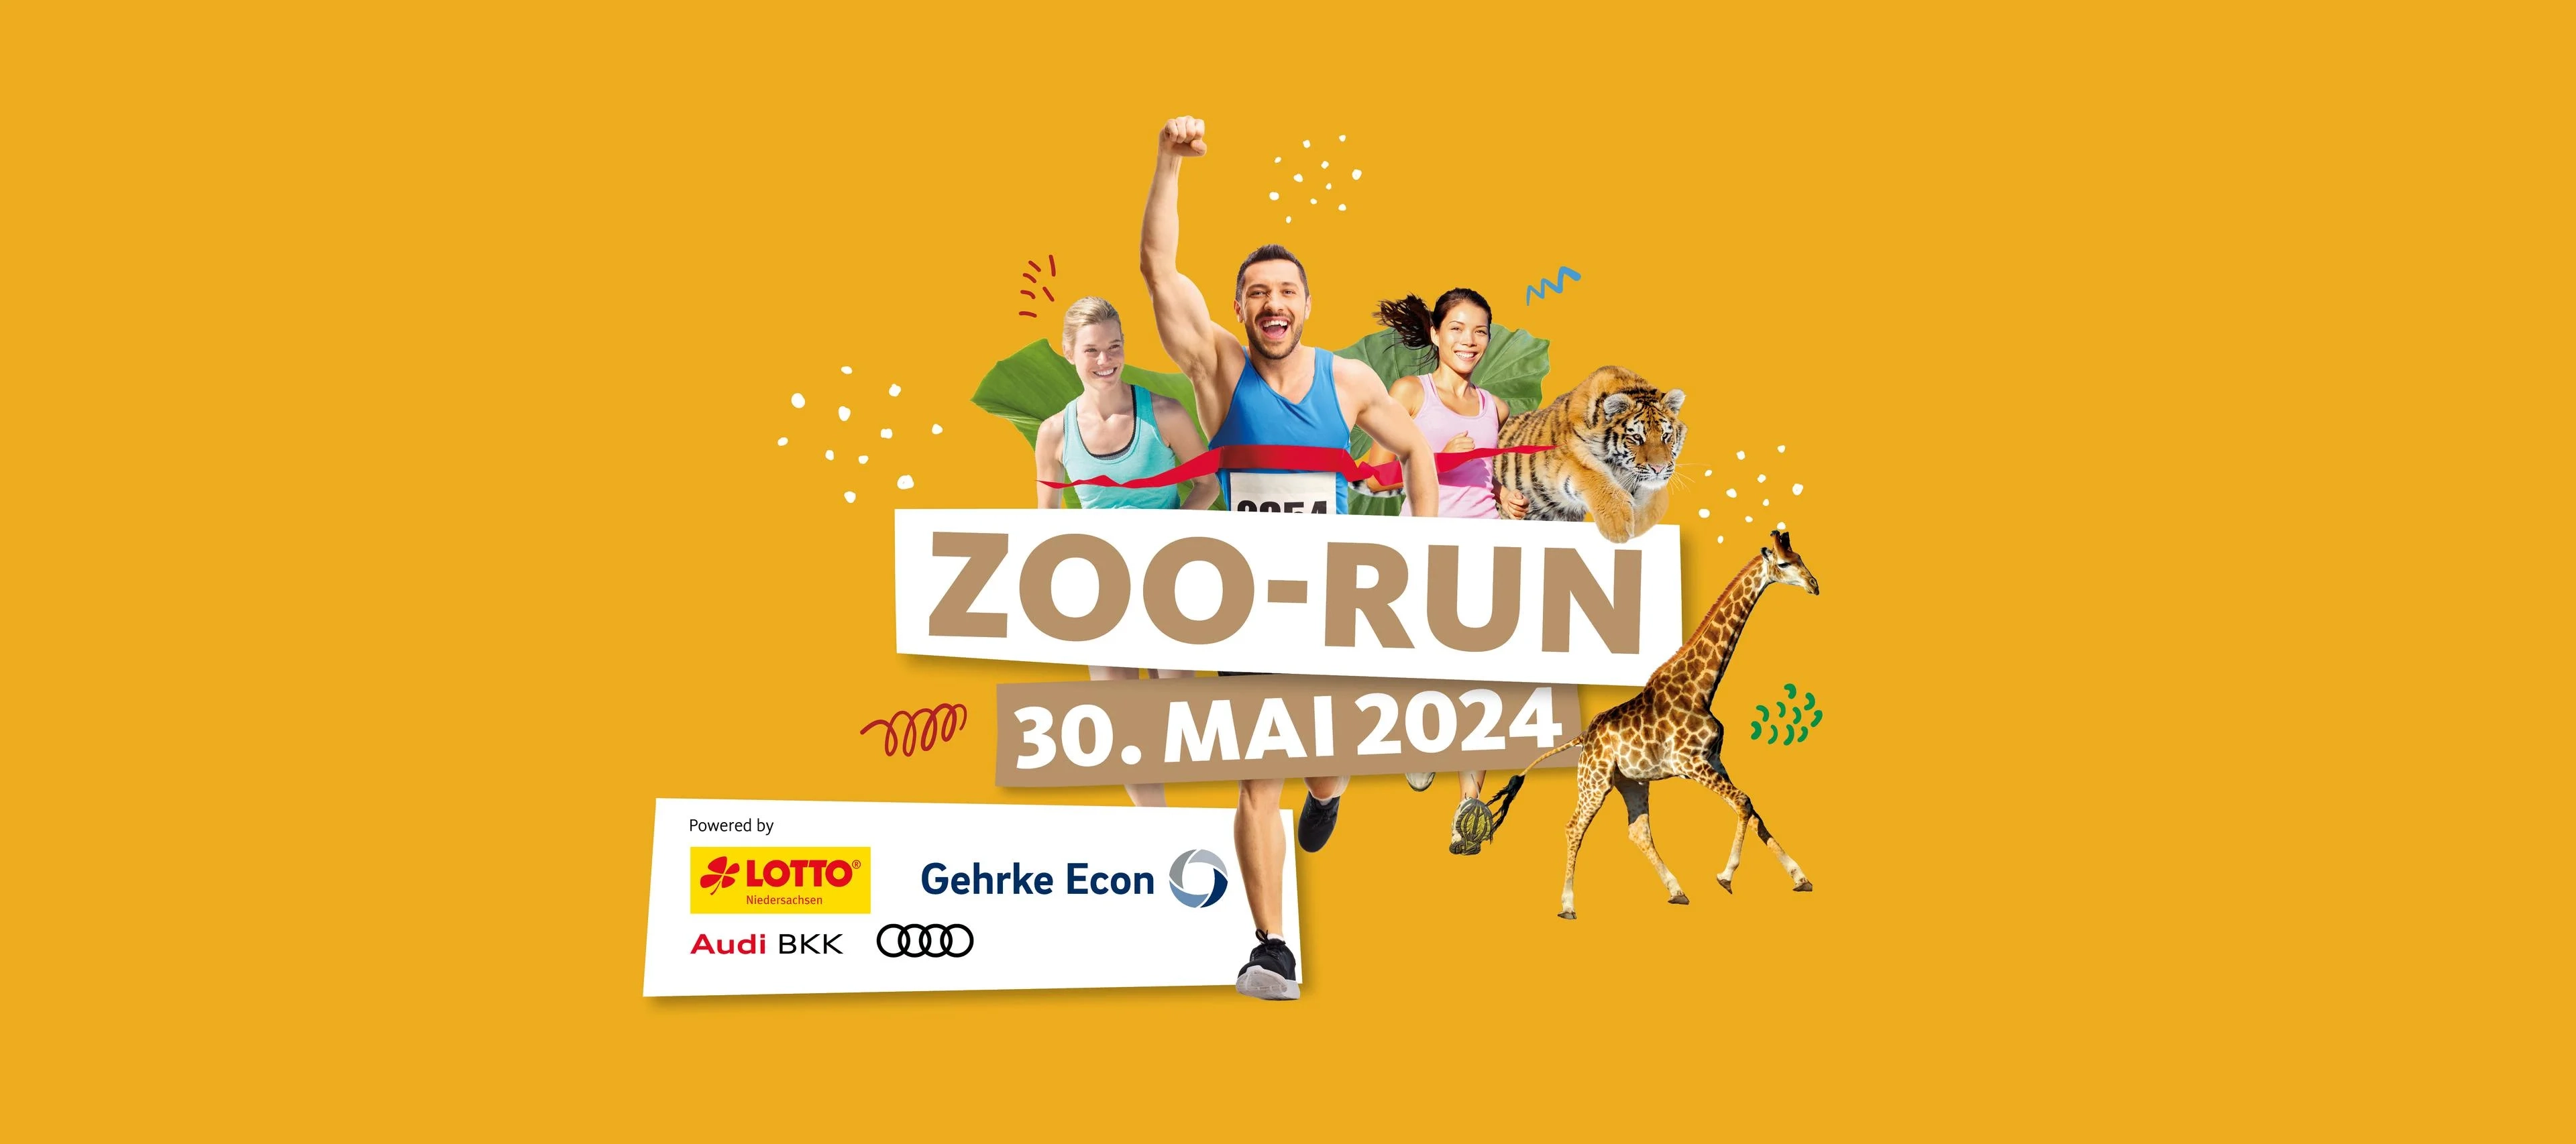 ZOO-RUN
30. MAI 2024
Powered by
LOTTO®
Niedersachsen
Gehrke Econ
Audi BKK